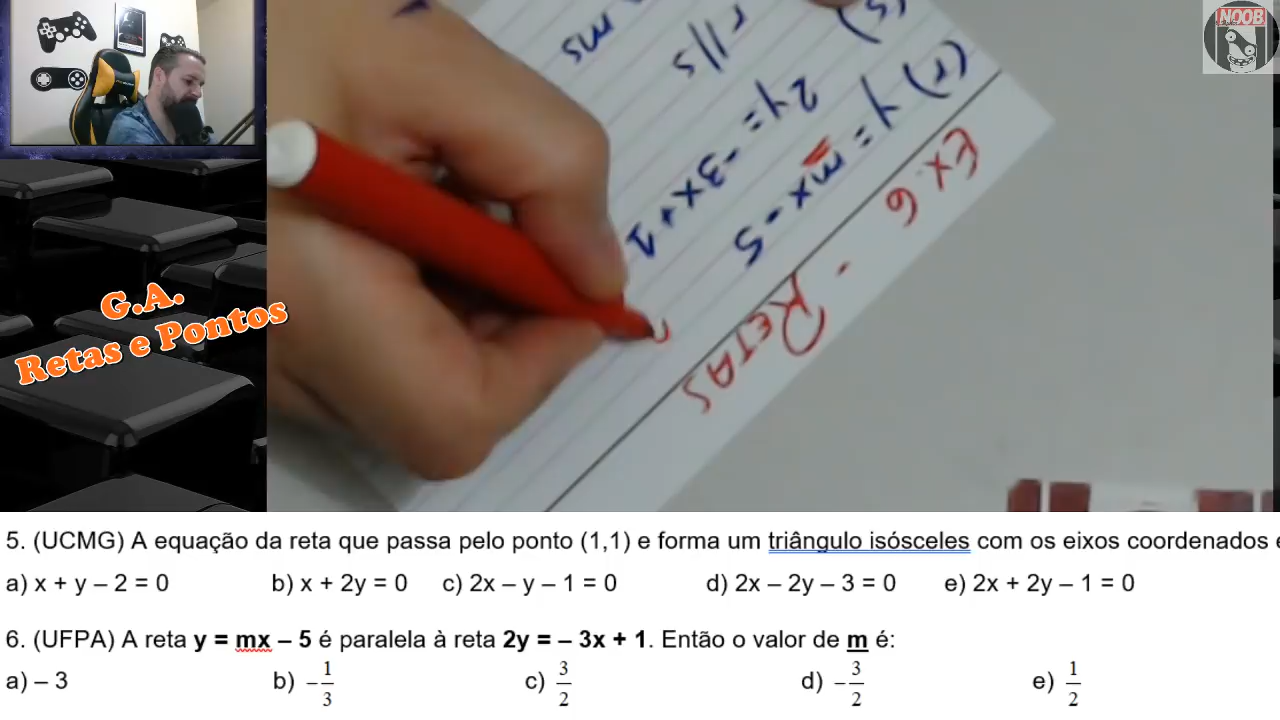 NOOB
G.A.
Retas e Pontos
Ex. 6 - RETAS
(r) y = mx - 5
(s) 2y = -3x + 1
r // s
ms
5. (UCMG) A equação da reta que passa pelo ponto (1,1) e forma um triângulo isósceles com os eixos coordenados
a) x + y – 2 = 0 b) x + 2y = 0 c) 2x – y – 1 = 0 d) 2x – 2y – 3 = 0 e) 2x + 2y – 1 = 0
6. (UFPA) A reta y = mx – 5 é paralela à reta 2y = – 3x + 1. Então o valor de m é:
a) – 3 b) –1/3 c) 3/2 d) –3/2 e) 1/2